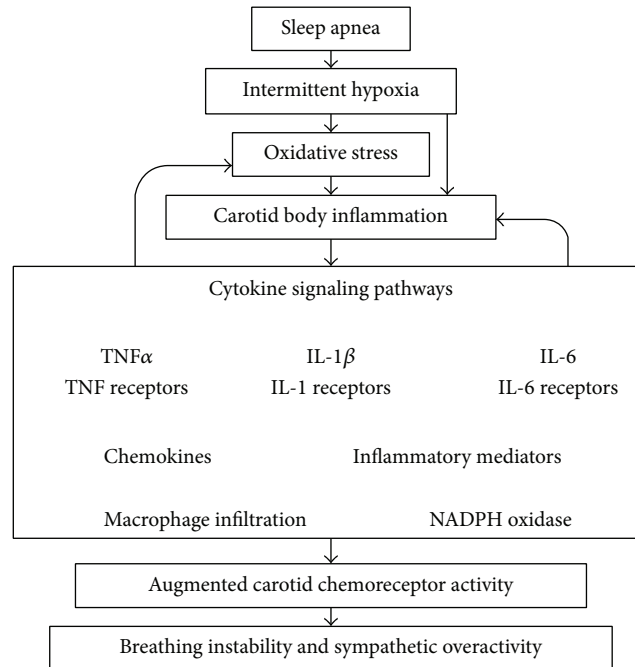 Sleep apnea
Intermittent hypoxia
Oxidative stress
Carotid body inflammation
Cytokine signaling pathways
TNFα IL-1β IL-6
TNF receptors IL-1 receptors IL-6 receptors
Chemokines Inflammatory mediators
Macrophage infiltration NADPH oxidase
Augmented carotid chemoreceptor activity
Breathing instability and sympathetic overactivity